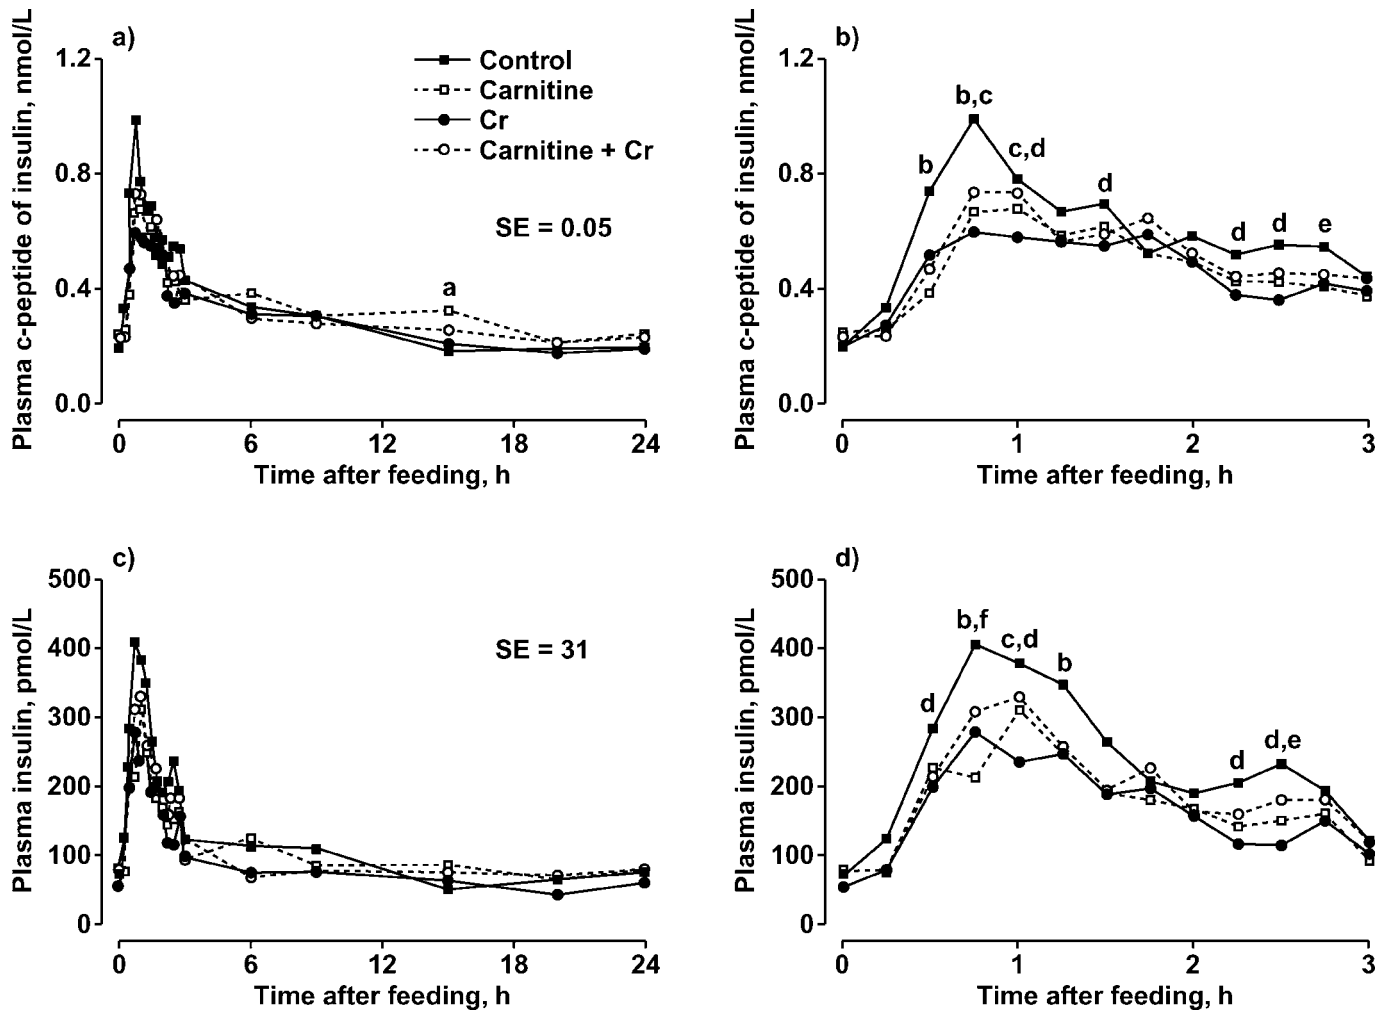 a)
Plasma c-peptide of insulin, nmol/L
1.2
0.8
0.4
0.0
Control
Carnitine
Cr
Carnitine + Cr
SE = 0.05
a
0 6 12 18 24
Time after feeding, h
b)
Plasma c-peptide of insulin, nmol/L
1.2
0.8
0.4
0.0
b b,c c,d d d d e
0 1 2 3
Time after feeding, h
c)
Plasma insulin, pmol/L
500
400
300
200
100
0
SE = 31
0 6 12 18 24
Time after feeding, h
d)
Plasma insulin, pmol/L
500
400
300
200
100
0
d b,f c,d b d d,e
0 1 2 3
Time after feeding, h